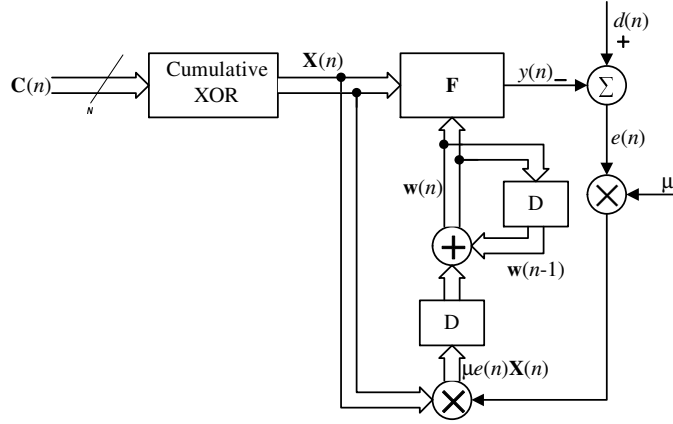 d(n)
+
C(n)
N
Cumulative
XOR
X(n)
F
y(n)
−
Σ
e(n)
w(n)
D
×
μ
+
w(n-1)
D
μe(n)X(n)
×